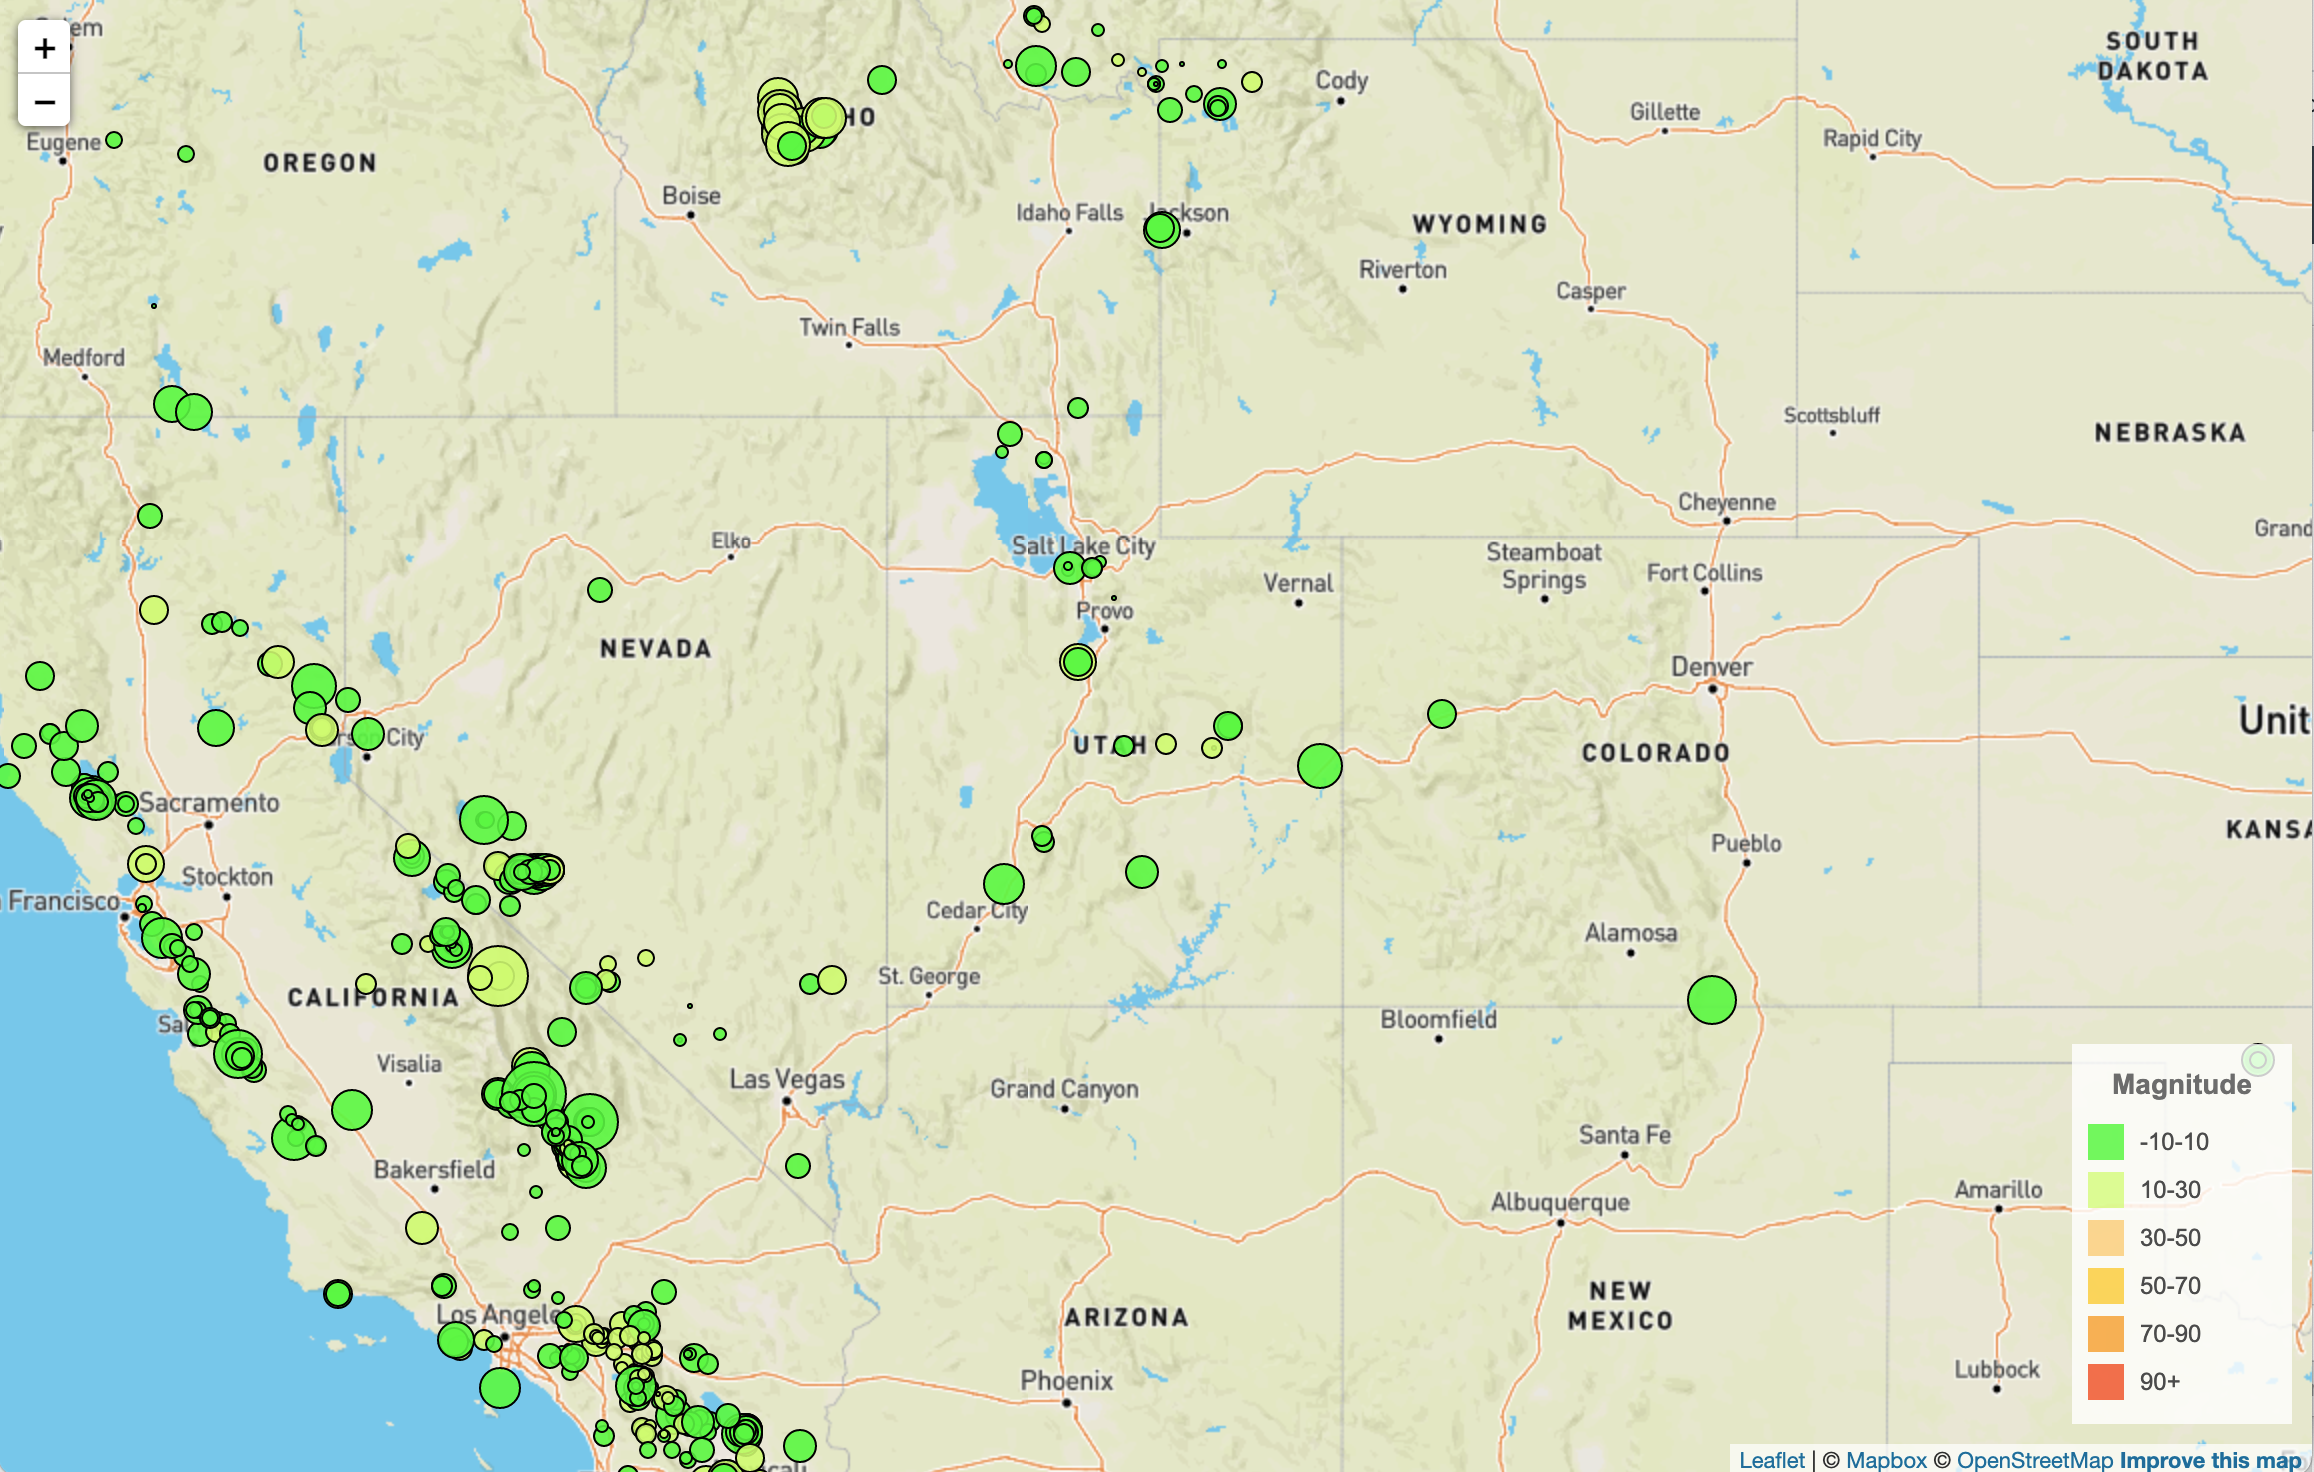 +
−
em
Eugene
OREGON
Boise
HO
Idaho Falls
Jackson
Cody
Gillette
WYOMING
Riverton
Casper
SOUTH
DAKOTA
Rapid City
Medford
Twin Falls
Scottsbluff
NEBRASKA
Elko
Salt Lake City
Provo
Vernal
Steamboat
Springs
Cheyenne
Fort Collins
Grand
NEVADA
Denver
Unit
UTAH
COLORADO
rson City
Sacramento
Stockton
Francisco
Pueblo
KANSA
Cedar City
Alamosa
St. George
CALIFORNIA
Sa
Visalia
Las Vegas
Grand Canyon
Bloomfield
Santa Fe
Bakersfield
Albuquerque
Amarillo
Los Angele
ARIZONA
NEW
MEXICO
Phoenix
Lubbock
cali
Magnitude
-10-10
10-30
30-50
50-70
70-90
90+
Leaflet | © Mapbox © OpenStreetMap Improve this map